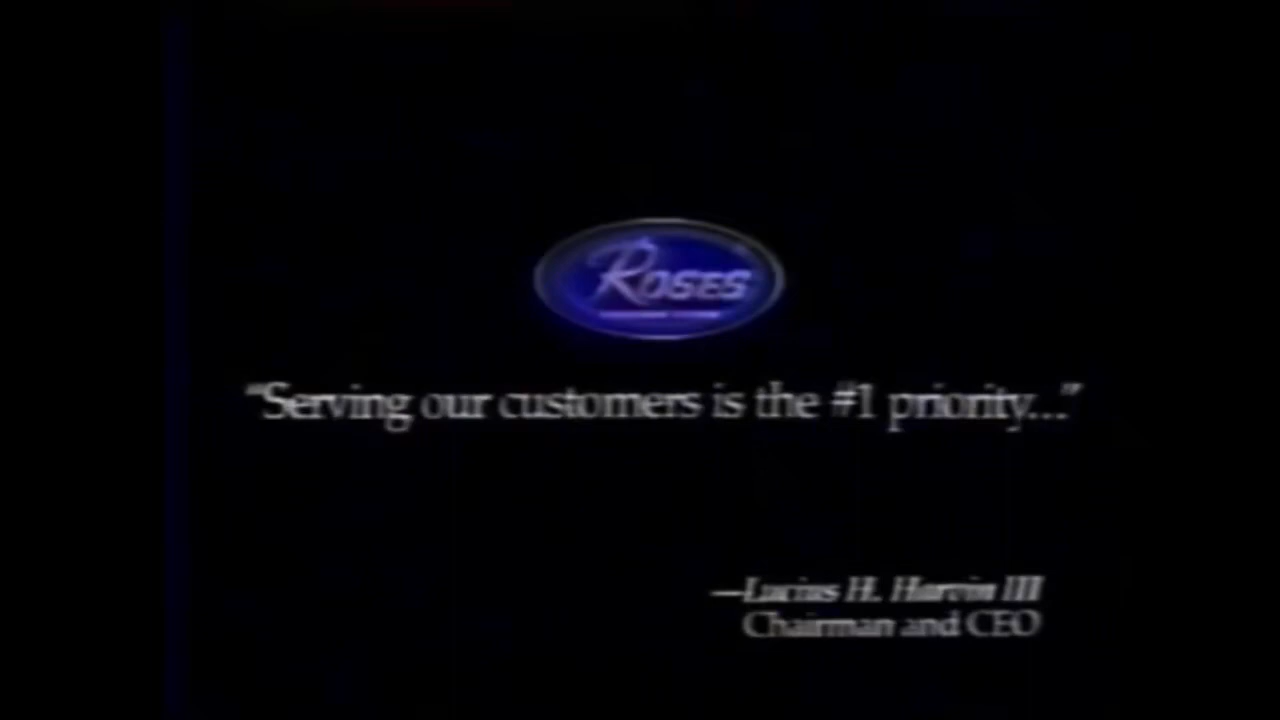 ROSES
“Serving our customers is the #1 priority...”
—Lucius H. Harvin III
Chairman and CEO